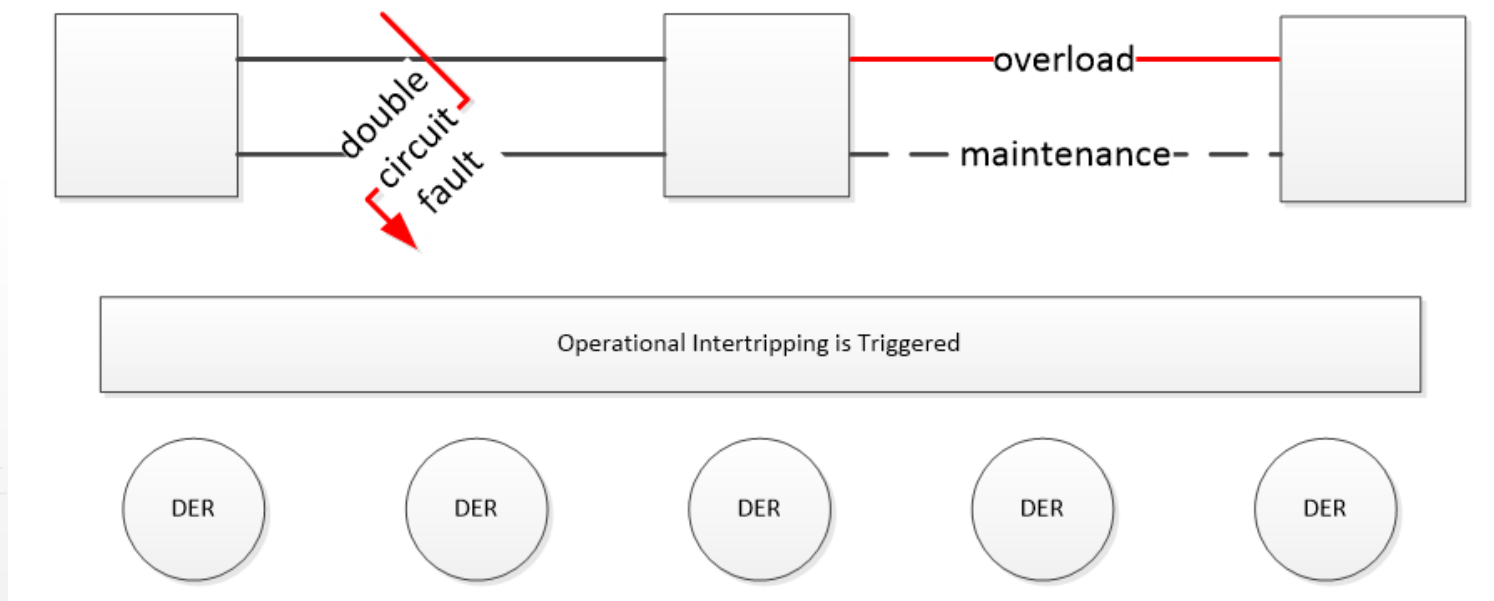 double
circuit
fault
overload
maintenance
Operational Intertripping is Triggered
DER
DER
DER
DER
DER